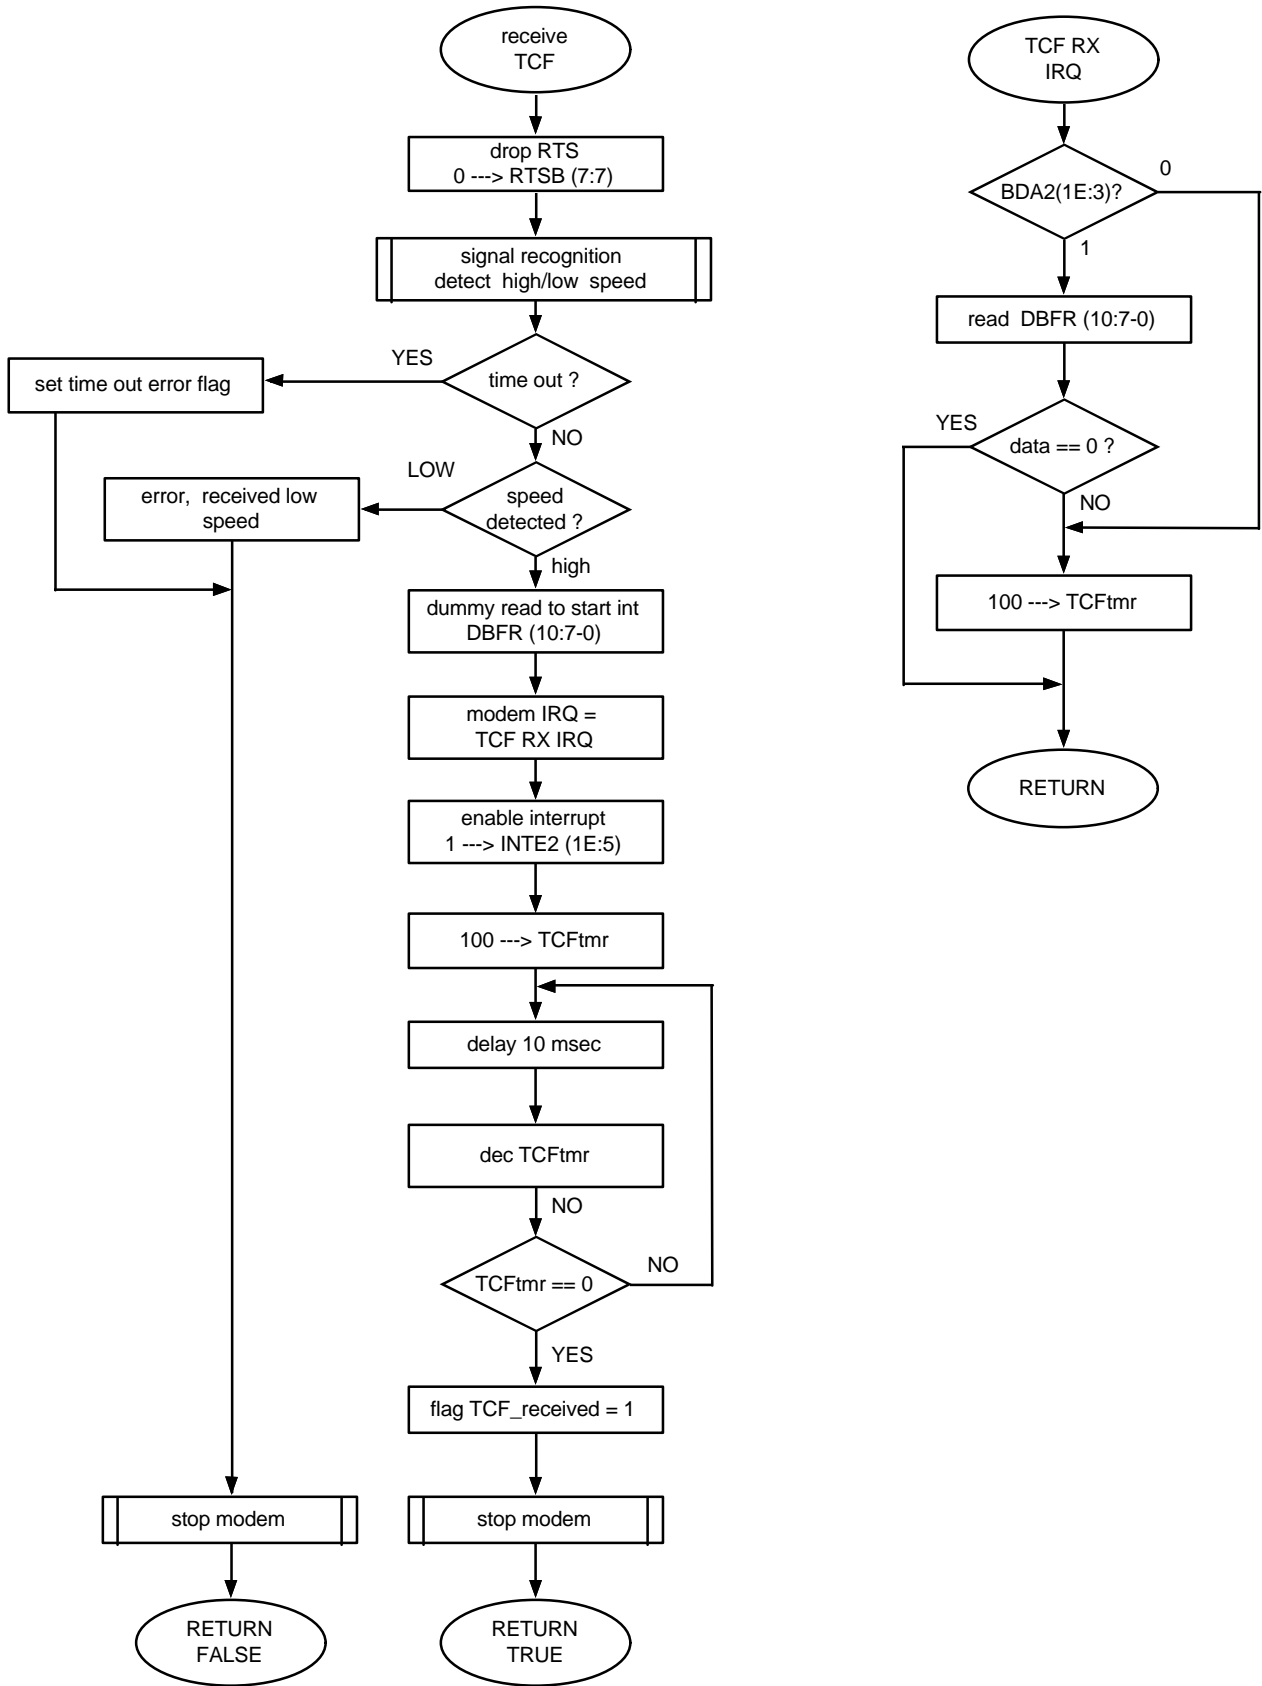 receive
TCF
drop RTS
0 ---> RTSB (7:7)
signal recognition
detect high/low speed
YES
time out ?
set time out error flag
NO
LOW
speed
detected ?
error, received low
speed
high
dummy read to start int
DBFR (10:7-0)
modem IRQ =
TCF RX IRQ
enable interrupt
1 ---> INTE2 (1E:5)
100 ---> TCFtmr
delay 10 msec
dec TCFtmr
NO
TCFtmr == 0
NO
YES
flag TCF_received = 1
stop modem
stop modem
RETURN
FALSE
RETURN
TRUE
TCF RX
IRQ
0
BDA2(1E:3)?
1
read DBFR (10:7-0)
YES
data == 0 ?
NO
100 ---> TCFtmr
RETURN